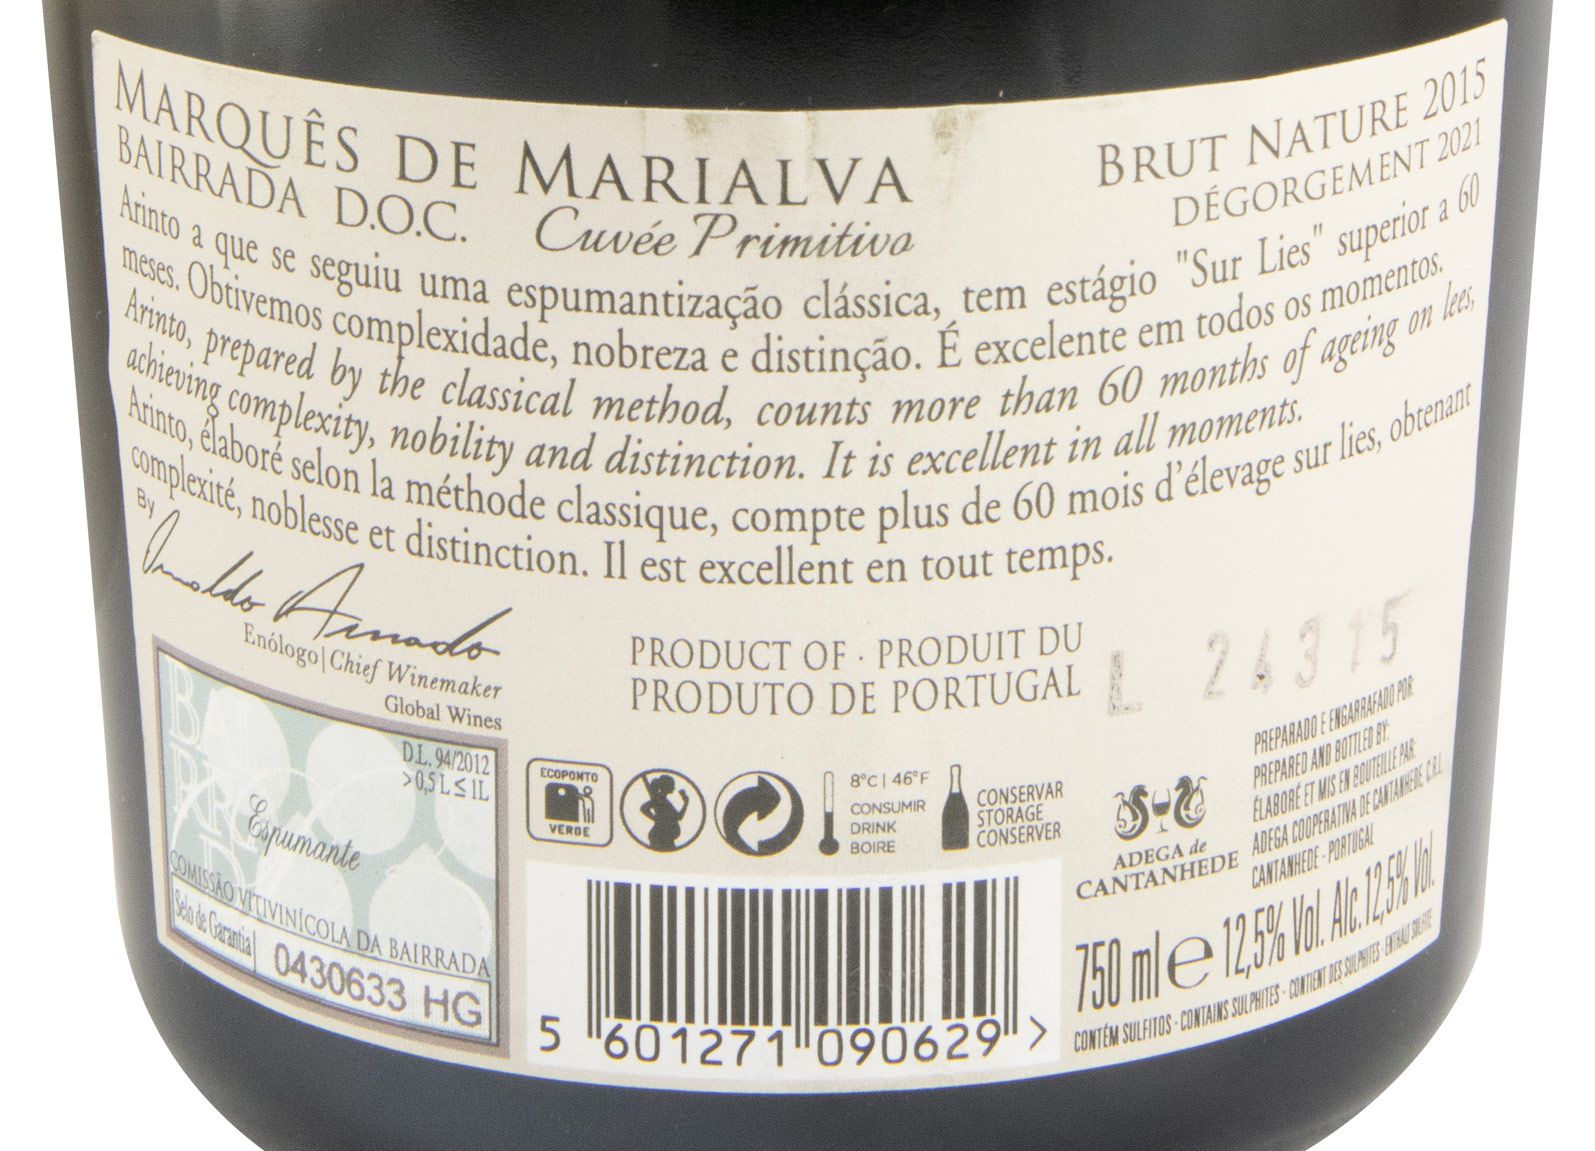 MARQUÊS DE MARIALVA
BAIRRADA D.O.C.
Cuvée Primitivo
BRUT NATURE 2015
DÉGORGEMENT 2021
Arinto a que se seguiu uma espumantização clássica, tem estágio "Sur Lies" superior a 60
meses. Obtivemos complexidade, nobreza e distinção. É excelente em todos os momentos.
Arinto, prepared by the classical method, counts more than 60 months of ageing on lees,
achieving complexity, nobility and distinction. It is excellent in all moments.
Arinto, élaboré selon la méthode classique, compte plus de 60 mois d'élevage sur lies, obtenant
complexité, noblesse et distinction. Il est excellent en tout temps.
By
Osvaldo Amado
Enólogo|Chief Winemaker
Global Wines
BAIRRADA
D.L. 94/2012
>0,5 L ≤ 1L
Espumante
COMISSÃO VITIVINÍCOLA DA BAIRRADA
Selo de Garantia
0430633 HG
PRODUCT OF · PRODUIT DU
PRODUTO DE PORTUGAL
L 24315
ECOPONTO
VERDE
8°C | 46°F
CONSUMIR
DRINK
BOIRE
CONSERVAR
STORAGE
CONSERVER
5 601271 090629 >
ADEGA de
CANTANHEDE
PREPARADO E ENGARRAFADO POR:
PREPARED AND BOTTLED BY:
ÉLABORÉ ET MIS EN BOUTEILLE PAR:
ADEGA COOPERATIVA DE CANTANHEDE, C.R.L.
CANTANHEDE - PORTUGAL
750 ml e 12,5% Vol. Alc.12,5% Vol.
CONTÉM SULFITOS · CONTAINS SULPHITES · CONTIENT DES SULPHITES · ENTHÄLT SULFITE